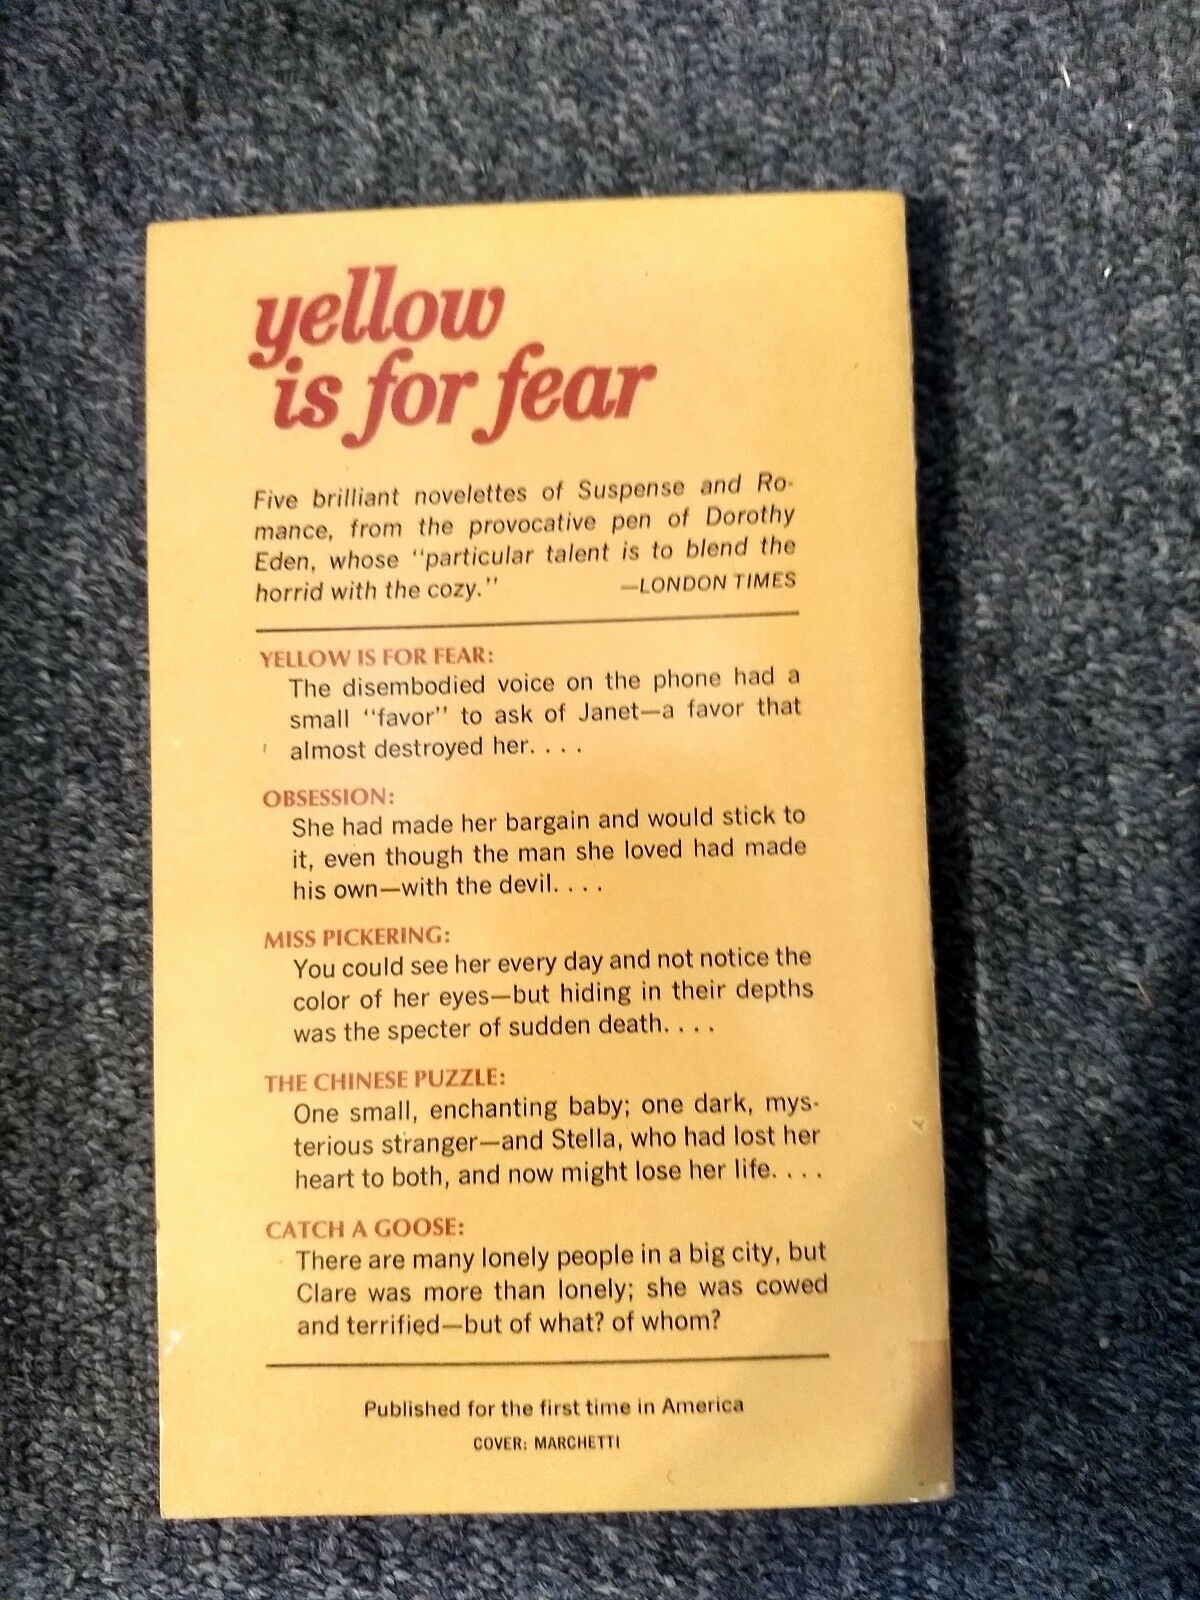 yellow
is for fear
Five brilliant novelettes of Suspense and Ro-
mance, from the provocative pen of Dorothy
Eden, whose "particular talent is to blend the
horrid with the cozy." —LONDON TIMES
YELLOW IS FOR FEAR:
The disembodied voice on the phone had a
small "favor" to ask of Janet—a favor that
almost destroyed her. . . .
OBSESSION:
She had made her bargain and would stick to
it, even though the man she loved had made
his own—with the devil. . . .
MISS PICKERING:
You could see her every day and not notice the
color of her eyes—but hiding in their depths
was the specter of sudden death. . . .
THE CHINESE PUZZLE:
One small, enchanting baby; one dark, mys-
terious stranger—and Stella, who had lost her
heart to both, and now might lose her life. . . .
CATCH A GOOSE:
There are many lonely people in a big city, but
Clare was more than lonely; she was cowed
and terrified—but of what? of whom?
Published for the first time in America
COVER: MARCHETTI